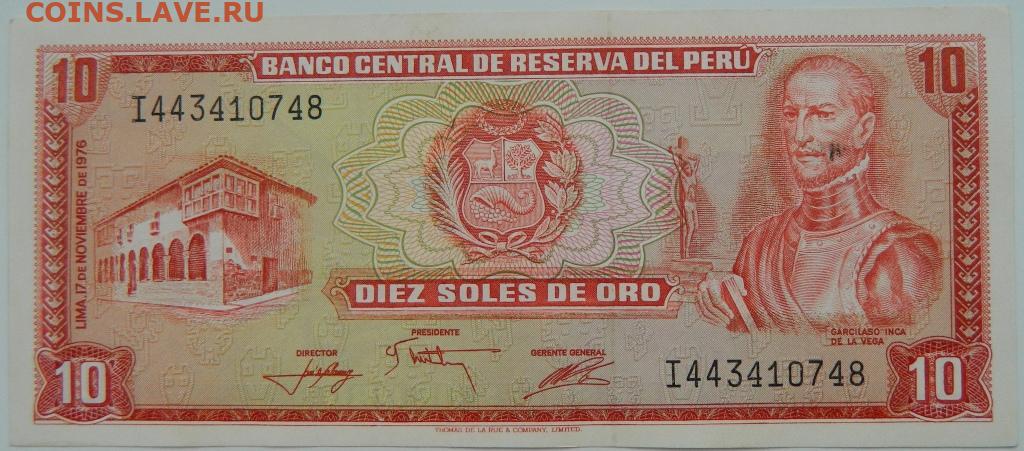 COINS.LAVE.RU
BANCO CENTRAL DE RESERVA DEL PERÚ
10
10
I443410748
LIMA, 17 DE NOVIEMBRE DE 1976
DIEZ SOLES DE ORO
GARCILASO INCA
DE LA VEGA
PRESIDENTE
DIRECTOR
GERENTE GENERAL
I443410748
10
10
THOMAS DE LA RUE & COMPANY, LIMITED.